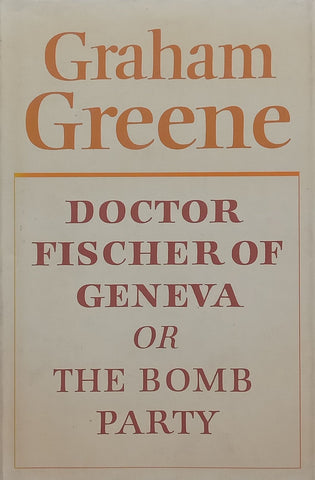 Graham
Greene
DOCTOR
FISCHER OF
GENEVA
OR
THE BOMB
PARTY